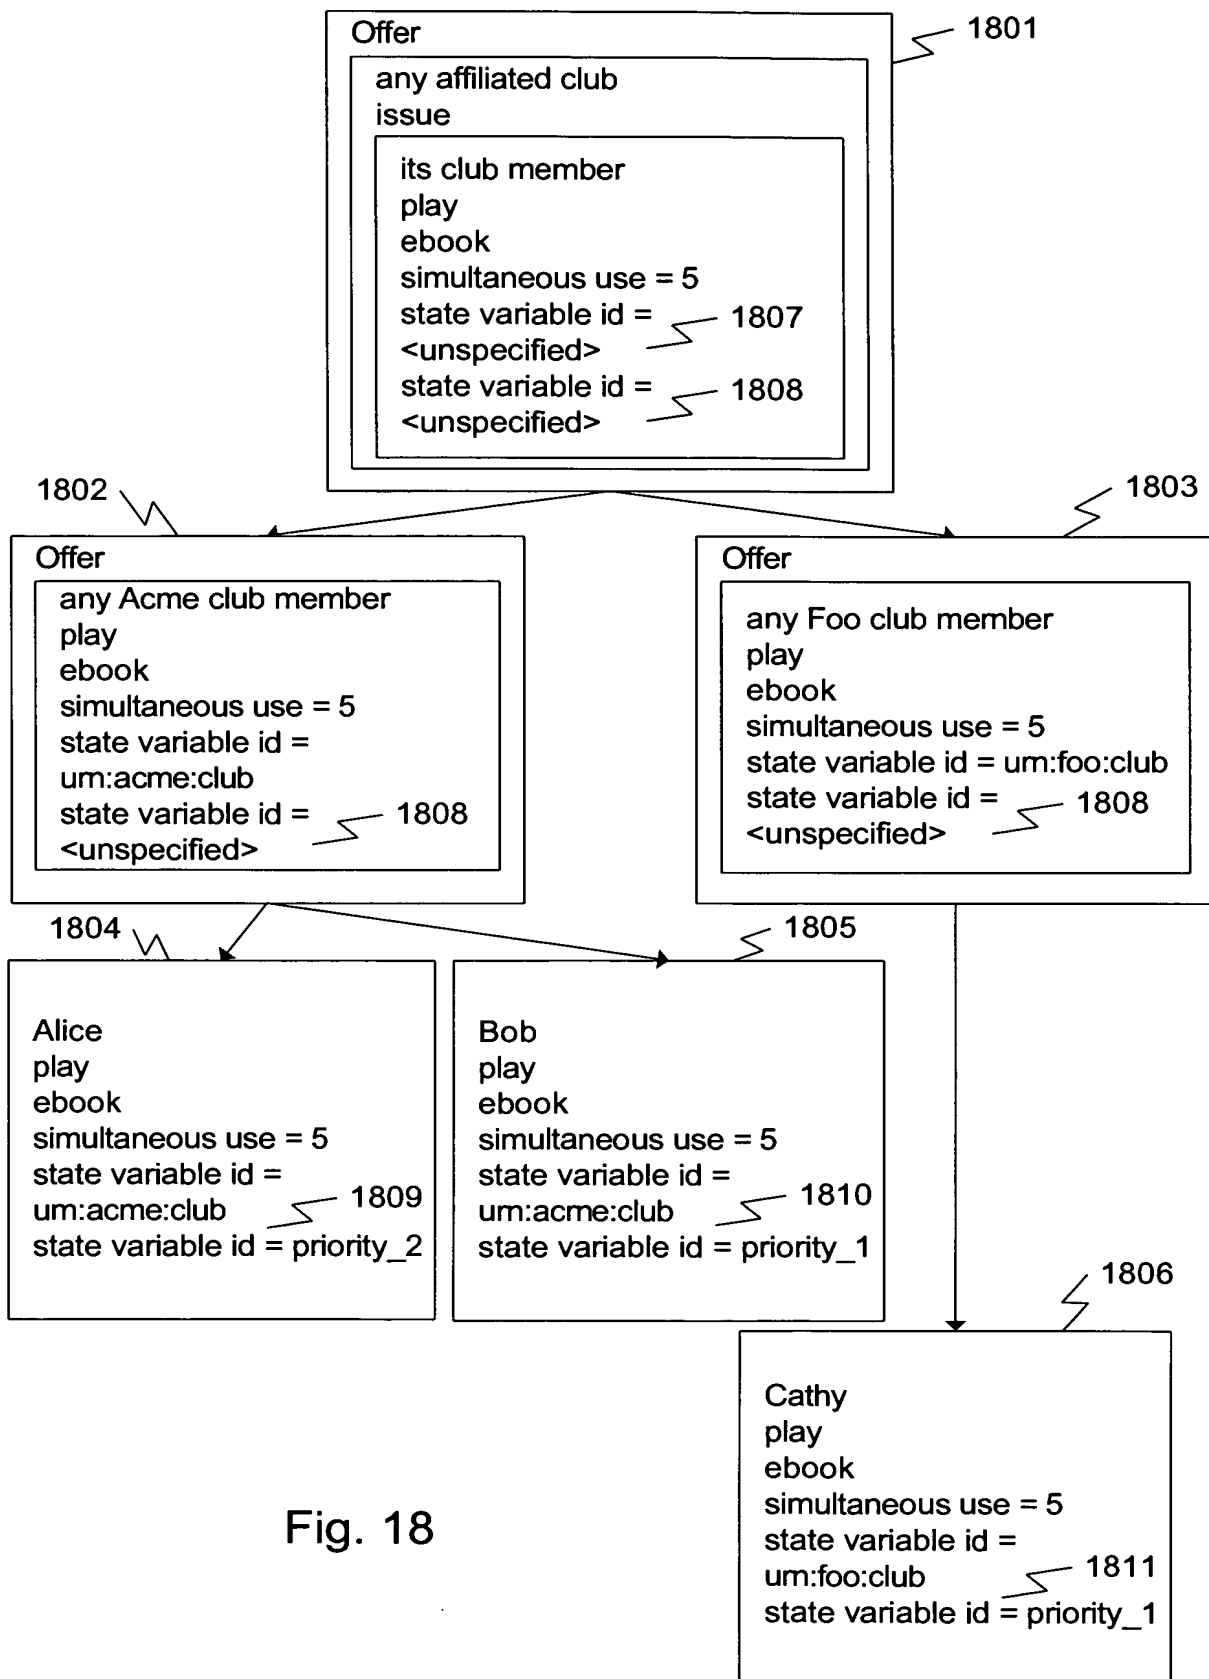 Offer
1801
any affiliated club
issue
its club member
play
ebook
simultaneous use = 5
state variable id =
1807
<unspecified>
state variable id =
1808
<unspecified>
1802
1803
Offer
any Acme club member
play
ebook
simultaneous use = 5
state variable id =
urn:acme:club
state variable id =
1808
<unspecified>
Offer
any Foo club member
play
ebook
simultaneous use = 5
state variable id = urn:foo:club
state variable id =
1808
<unspecified>
1804
1805
Alice
play
ebook
simultaneous use = 5
state variable id =
1809
urn:acme:club
state variable id = priority_2
Bob
play
ebook
simultaneous use = 5
state variable id =
1810
urn:acme:club
state variable id = priority_1
1806
Cathy
play
ebook
simultaneous use = 5
state variable id =
1811
urn:foo:club
state variable id = priority_1
Fig. 18